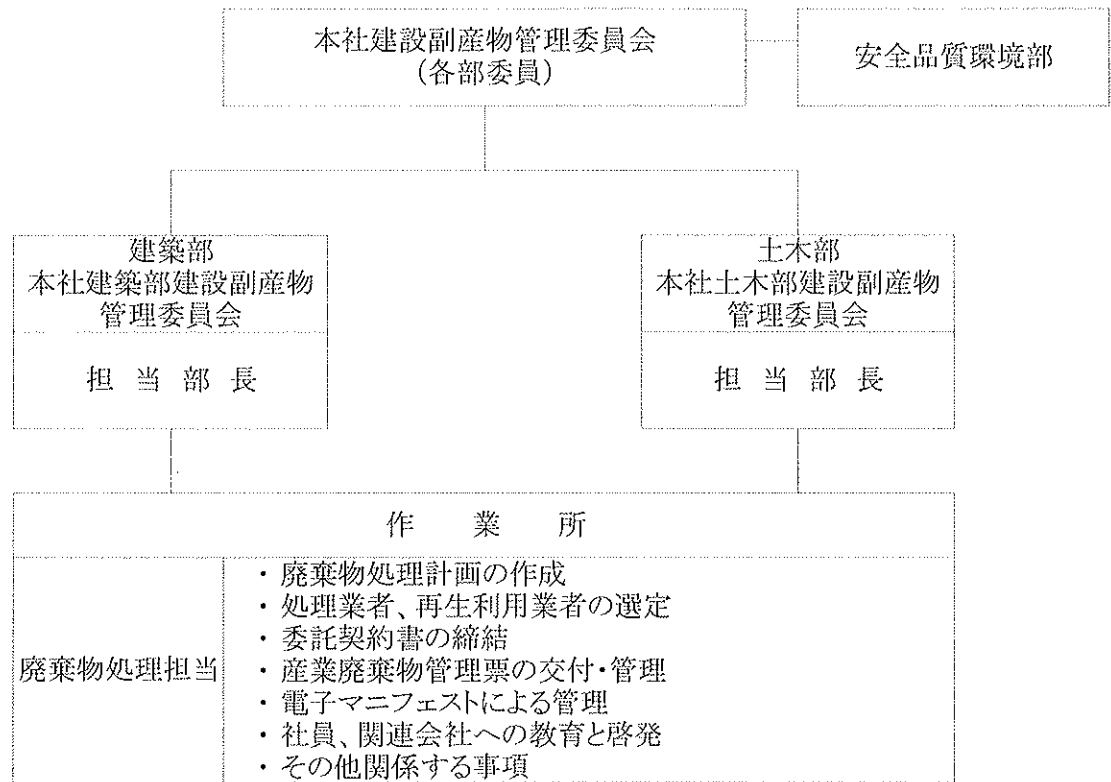 本社建設副産物管理委員会
(各部委員)
安全品質環境部
建築部
本社建築部建設副産物
管理委員会
担 当 部 長
土木部
本社土木部建設副産物
管理委員会
担 当 部 長
作 業 所
廃棄物処理担当
・ 廃棄物処理計画の作成
・ 処理業者、再生利用業者の選定
・ 委託契約書の締結
・ 産業廃棄物管理票の交付・管理
・ 電子マニフェストによる管理
・ 社員、関連会社への教育と啓発
・ その他関係する事項